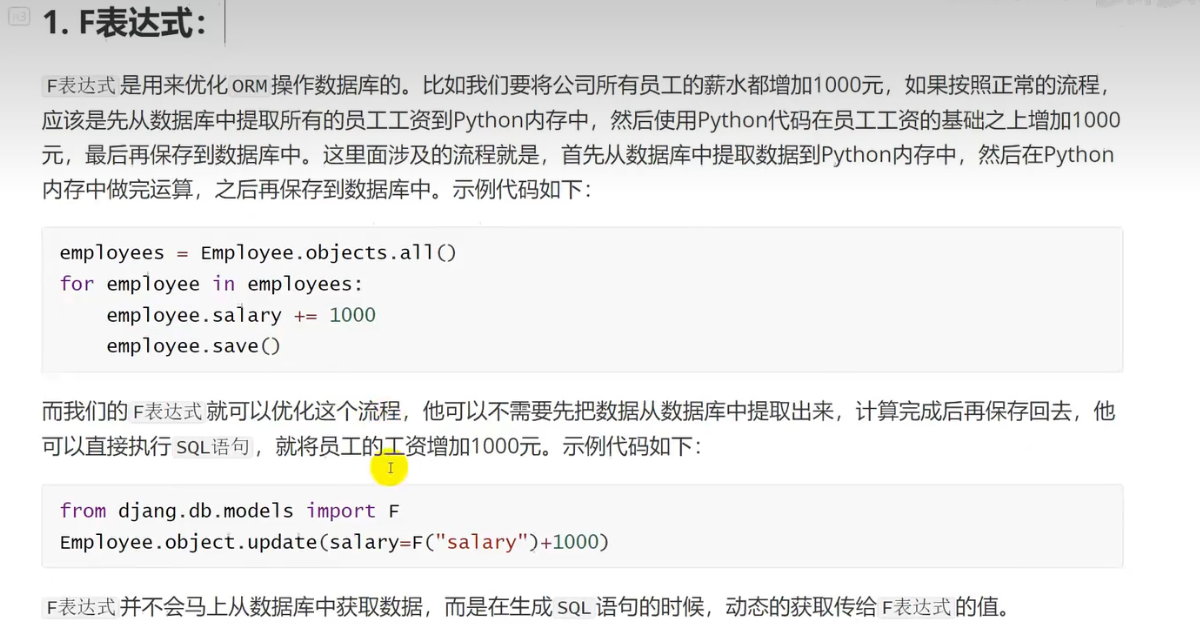 1. F表达式：
F表达式是用来优化ORM操作数据库的。比如我们要将公司所有员工的薪水都增加1000元，如果按照正常的流程，
应该是先从数据库中提取所有的员工工资到Python内存中，然后使用Python代码在员工工资的基础之上增加1000
元，最后再保存到数据库中。这里面涉及的流程就是，首先从数据库中提取数据到Python内存中，然后在Python
内存中做完运算，之后再保存到数据库中。示例代码如下：
employees = Employee.objects.all()
for employee in employees:
    employee.salary += 1000
    employee.save()
而我们的F表达式就可以优化这个流程，他可以不需要先把数据从数据库中提取出来，计算完成后再保存回去，他
可以直接执行SQL语句，就将员工的工资增加1000元。示例代码如下：
from djang.db.models import F
Employee.object.update(salary=F("salary")+1000)
F表达式并不会马上从数据库中获取数据，而是在生成SQL语句的时候，动态的获取传给F表达式的值。